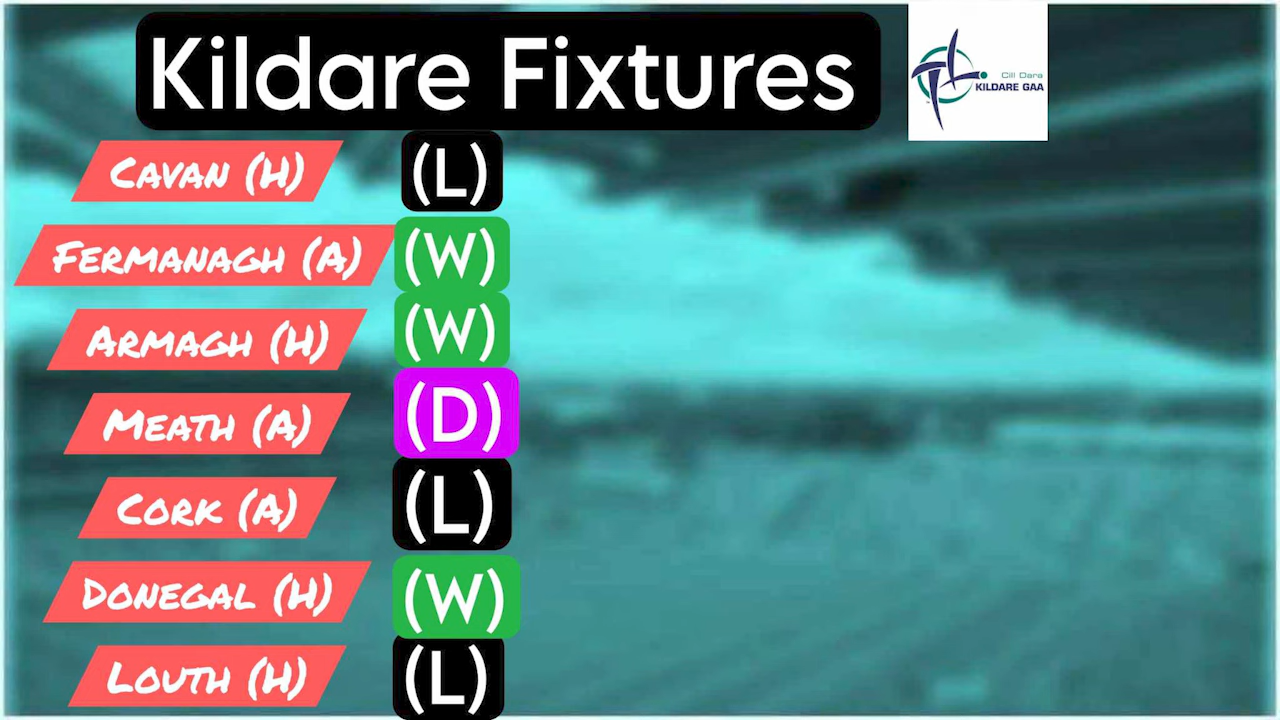 Kildare Fixtures
Cill Dara
KILDARE GAA
CAVAN (H) (L)
FERMANAGH (A) (W)
ARMAGH (H) (W)
MEATH (A) (D)
CORK (A) (L)
DONEGAL (H) (W)
LOUTH (H) (L)